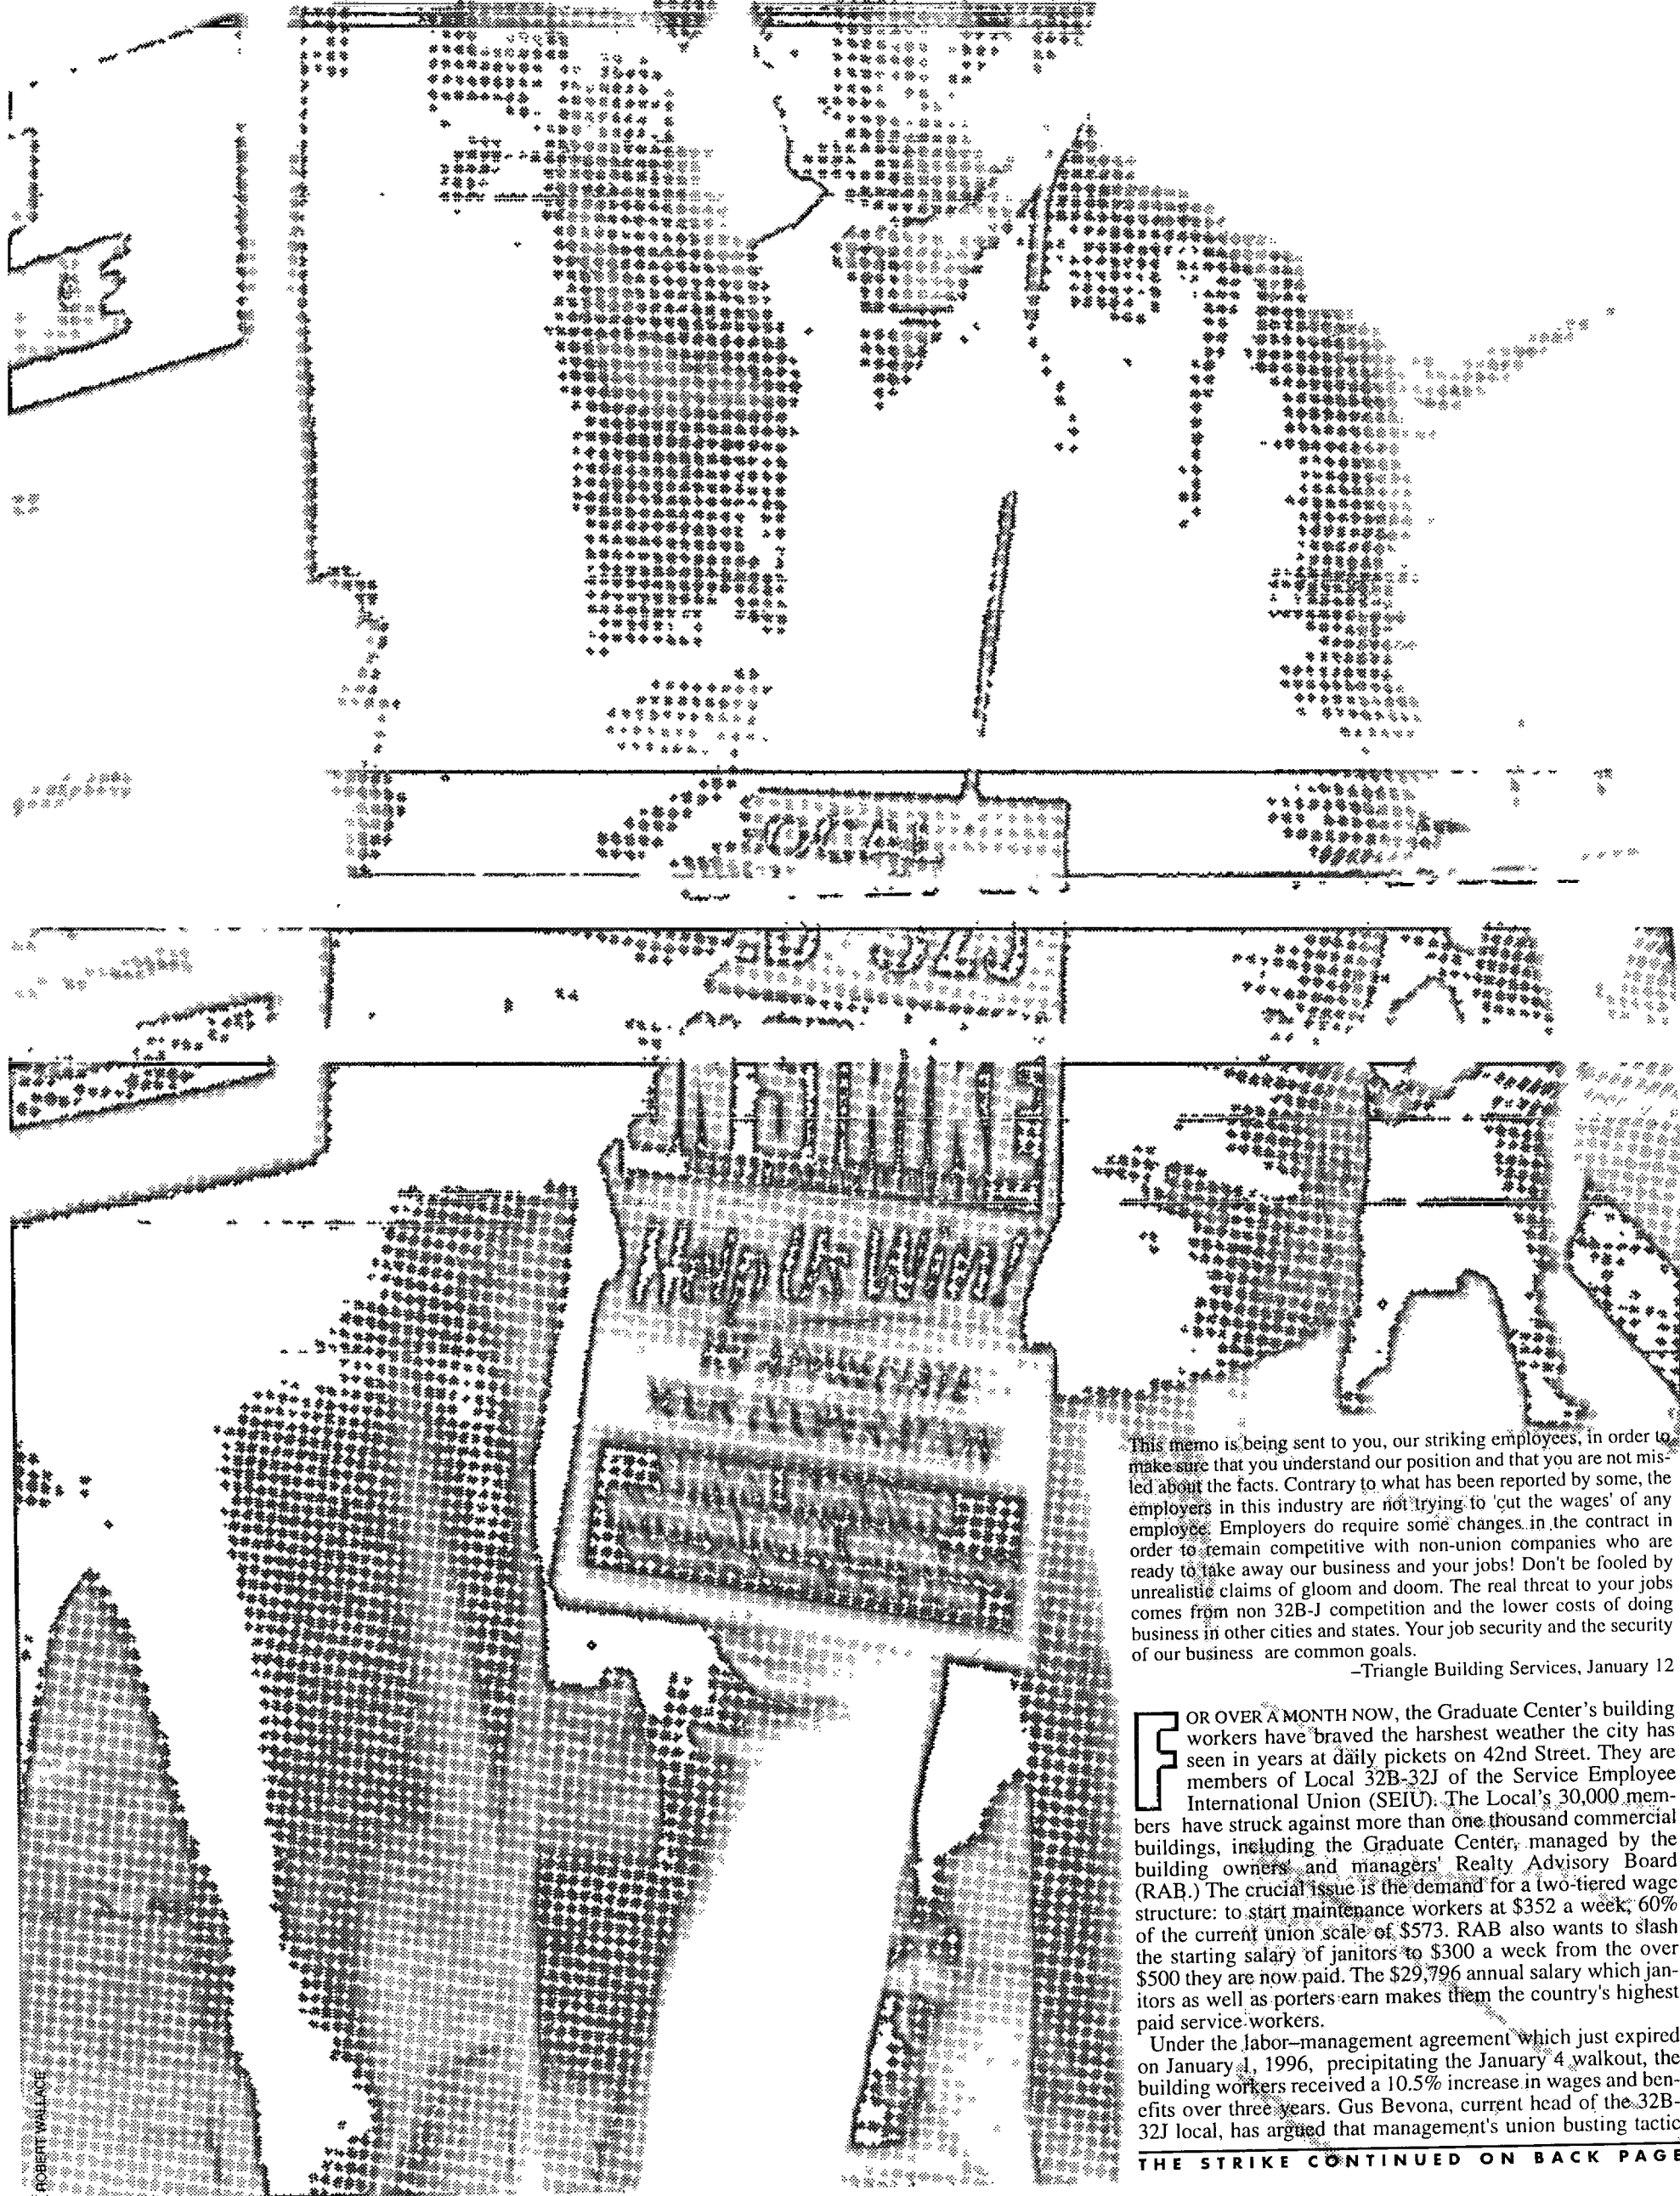 32J
Help Us Win!
This memo is being sent to you, our striking employees, in order to
make sure that you understand our position and that you are not mis-
led about the facts. Contrary to what has been reported by some, the
employers in this industry are not trying to 'cut the wages' of any
employee. Employers do require some changes in the contract in
order to remain competitive with non-union companies who are
ready to take away our business and your jobs! Don't be fooled by
unrealistic claims of gloom and doom. The real threat to your jobs
comes from non 32B-J competition and the lower costs of doing
business in other cities and states. Your job security and the security
of our business are common goals.
–Triangle Building Services, January 12
FOR OVER A MONTH NOW, the Graduate Center's building
workers have braved the harshest weather the city has
seen in years at daily pickets on 42nd Street. They are
members of Local 32B-32J of the Service Employee
International Union (SEIU). The Local's 30,000 mem-
bers have struck against more than one thousand commercial
buildings, including the Graduate Center, managed by the
building owners' and managers' Realty Advisory Board
(RAB.) The crucial issue is the demand for a two-tiered wage
structure: to start maintenance workers at $352 a week, 60%
of the current union scale of $573. RAB also wants to slash
the starting salary of janitors to $300 a week from the over
$500 they are now paid. The $29,796 annual salary which jan-
itors as well as porters earn makes them the country's highest
paid service workers.
Under the labor–management agreement which just expired
on January 1, 1996, precipitating the January 4 walkout, the
building workers received a 10.5% increase in wages and ben-
efits over three years. Gus Bevona, current head of the 32B-
32J local, has argued that management's union busting tactic
THE STRIKE CONTINUED ON BACK PAGE
ROBERT WALLACE